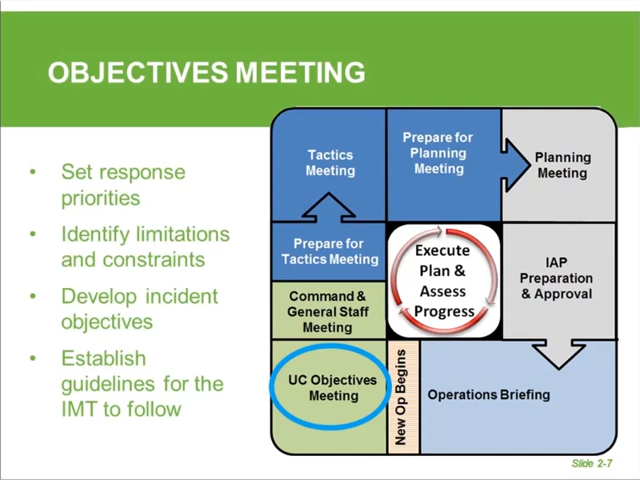 OBJECTIVES MEETING
• Set response
priorities
• Identify limitations
and constraints
• Develop incident
objectives
• Establish
guidelines for the
IMT to follow
Tactics
Meeting
Prepare for
Planning
Meeting
Planning
Meeting
Prepare for
Tactics Meeting
Execute
Plan &
Assess
Progress
IAP
Preparation
& Approval
Command &
General Staff
Meeting
UC Objectives
Meeting
New Op Begins
Operations Briefing
Slide 2-7